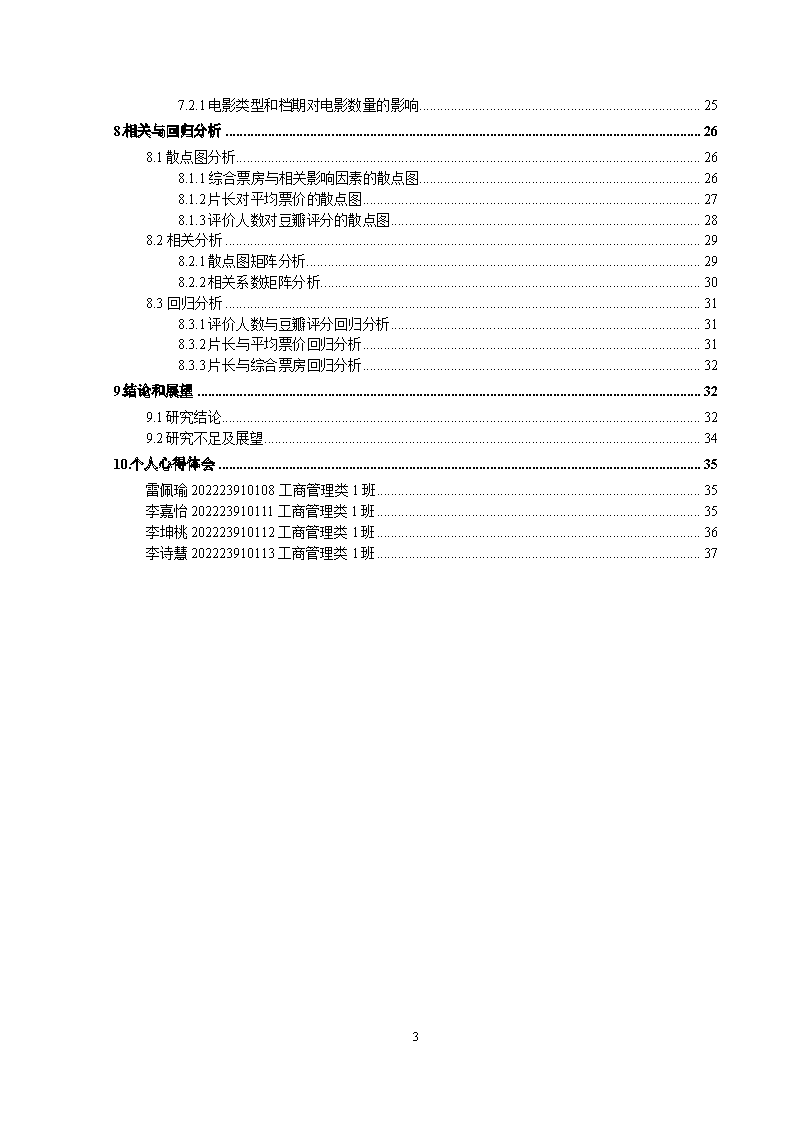 7.2.1 电影类型和档期对电影数量的影响 25
8.相关与回归分析 26
8.1 散点图分析 26
8.1.1 综合票房与相关影响因素的散点图 26
8.1.2 片长对平均票价的散点图 27
8.1.3 评价人数对豆瓣评分的散点图 28
8.2 相关分析 29
8.2.1 散点图矩阵分析 29
8.2.2 相关系数矩阵分析 30
8.3 回归分析 31
8.3.1 评价人数与豆瓣评分回归分析 31
8.3.2 片长与平均票价回归分析 31
8.3.3 片长与综合票房回归分析 32
9.结论和展望 32
9.1 研究结论 32
9.2 研究不足及展望 34
10.个人心得体会 35
雷佩瑜 202223910108 工商管理类 1 班 35
李嘉怡 202223910111 工商管理类 1 班 35
李坤桃 202223910112 工商管理类 1 班 36
李诗慧 202223910113 工商管理类 1 班 37
3